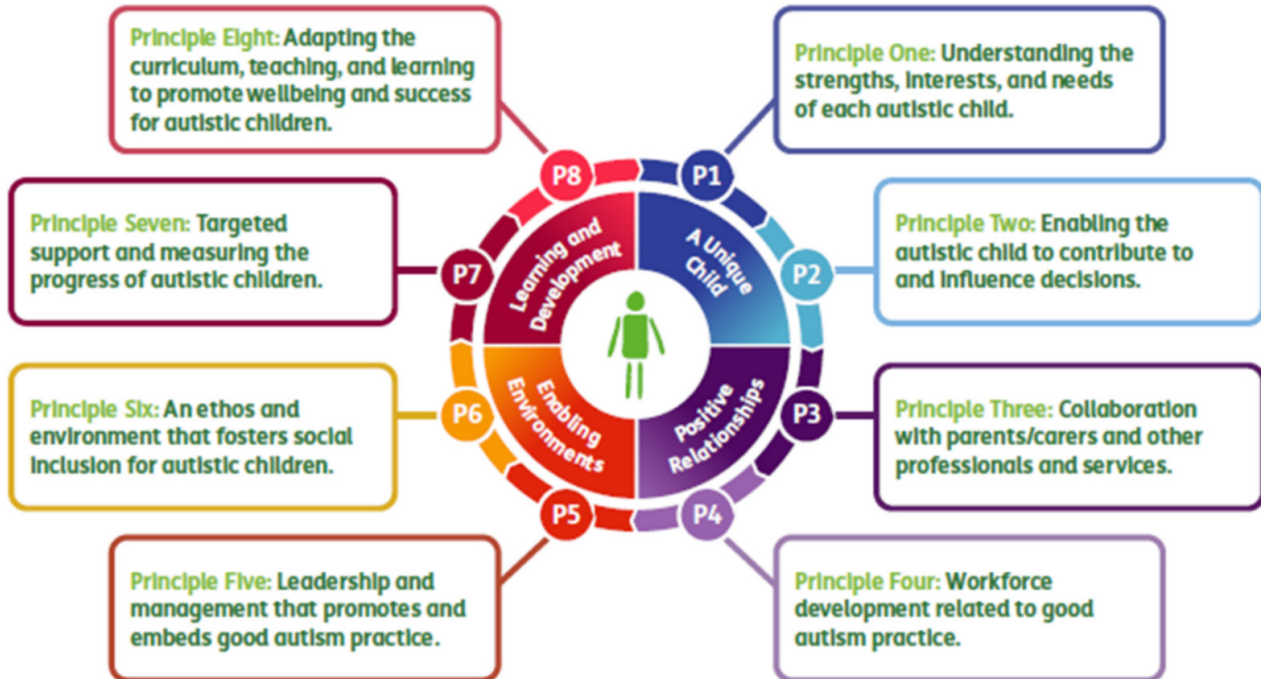 Principle Eight: Adapting the
curriculum, teaching, and learning
to promote wellbeing and success
for autistic children.
Principle One: Understanding the
strengths, interests, and needs
of each autistic child.
P8
P1
Principle Seven: Targeted
support and measuring the
progress of autistic children.
P7
Learning and
Development
A Unique
Child
P2
Principle Two: Enabling the
autistic child to contribute to
and influence decisions.
Principle Six: An ethos and
environment that fosters social
inclusion for autistic children.
P6
Enabling
Environments
Positive
Relationships
P3
Principle Three: Collaboration
with parents/carers and other
professionals and services.
P5
P4
Principle Five: Leadership and
management that promotes and
embeds good autism practice.
Principle Four: Workforce
development related to good
autism practice.